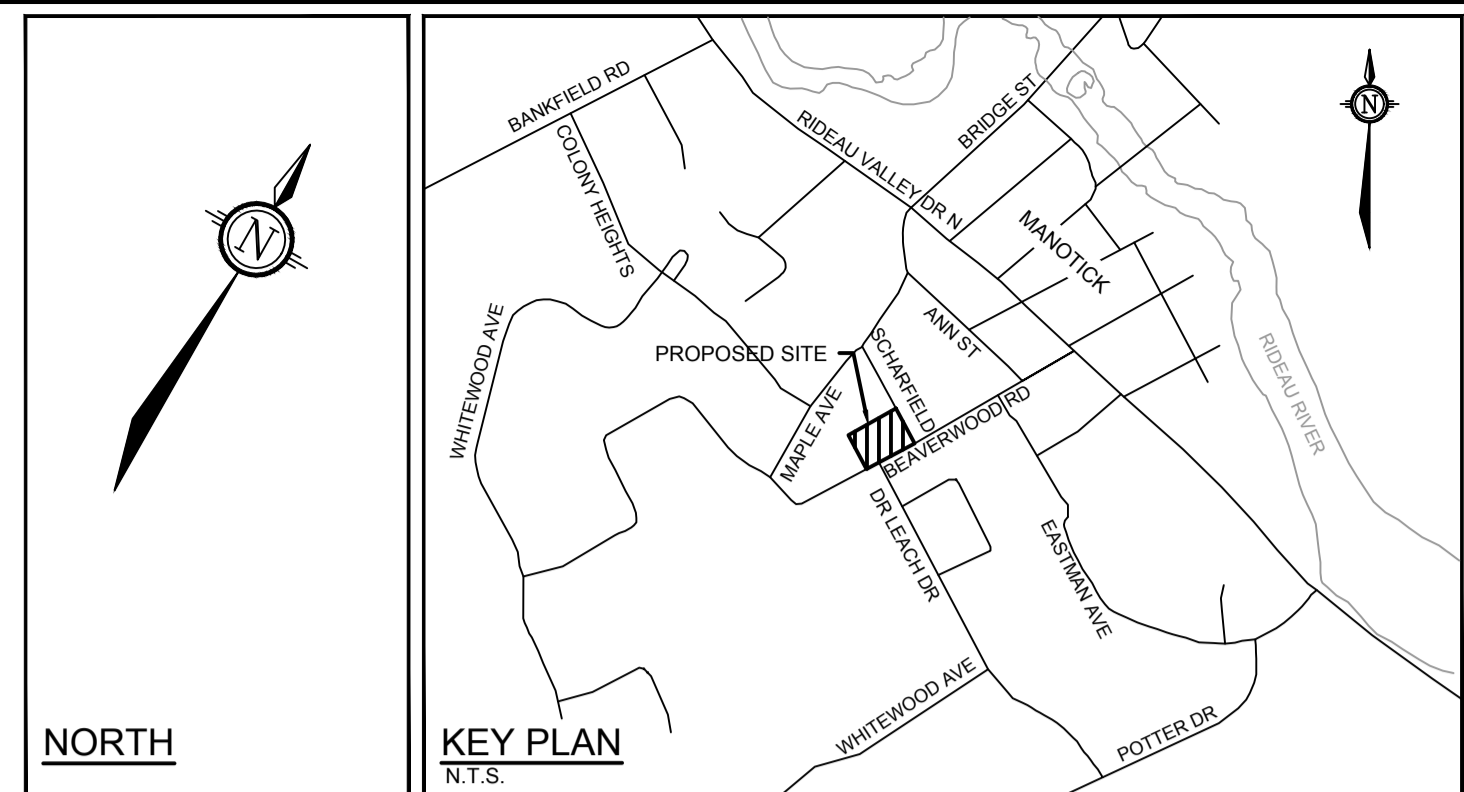 N
NORTH
BANKFIELD RD
COLONY HEIGHTS
RIDEAU VALLEY DR N
BRIDGE ST
N
MANOTICK
WHITEWOOD AVE
PROPOSED SITE
SCHARFIELD
ANN ST
MAPLE AVE
BEAVERWOOD RD
RIDEAU RIVER
DR LEACH DR
EASTMAN AVE
WHITEWOOD AVE
POTTER DR
KEY PLAN
N.T.S.